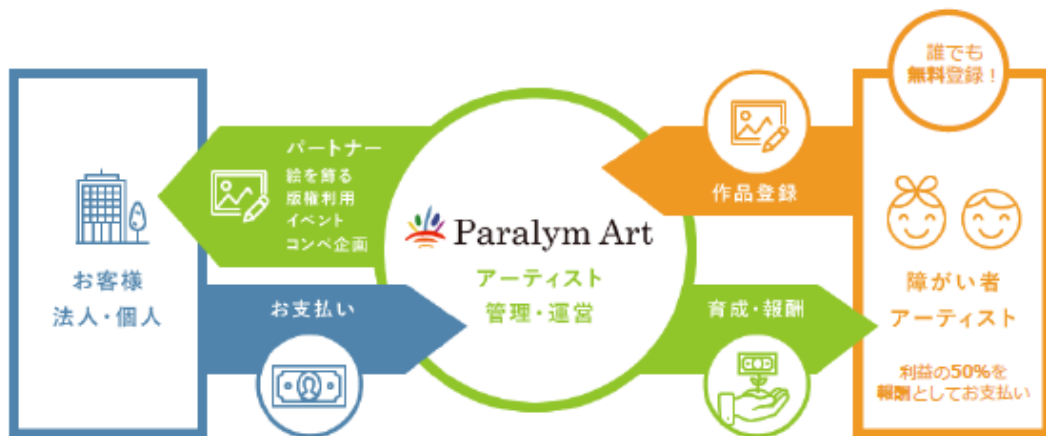 お客様
法人・個人
パートナー
絵を飾る
版権利用
イベント
コンペ企画
お支払い
Paralym Art
アーティスト
管理・運営
作品登録
育成・報酬
誰でも
無料登録！
障がい者
アーティスト
利益の50%を
報酬としてお支払い